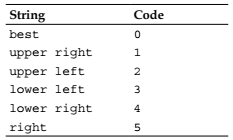 String Code
best 0
upper right 1
upper left 2
lower left 3
lower right 4
right 5